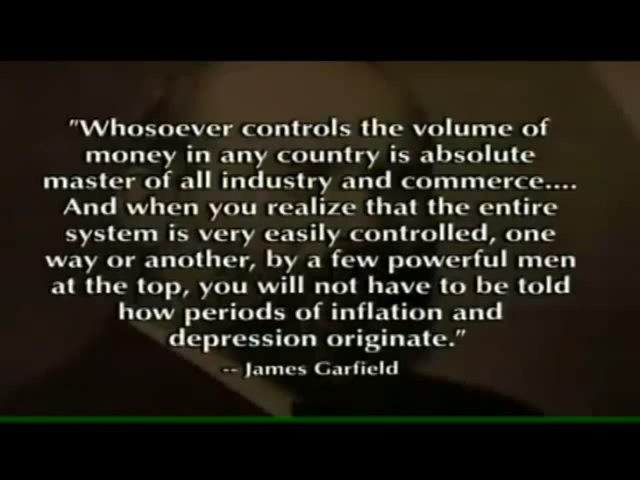 "Whosoever controls the volume of
money in any country is absolute
master of all industry and commerce....
And when you realize that the entire
system is very easily controlled, one
way or another, by a few powerful men
at the top, you will not have to be told
how periods of inflation and
depression originate."
-- James Garfield